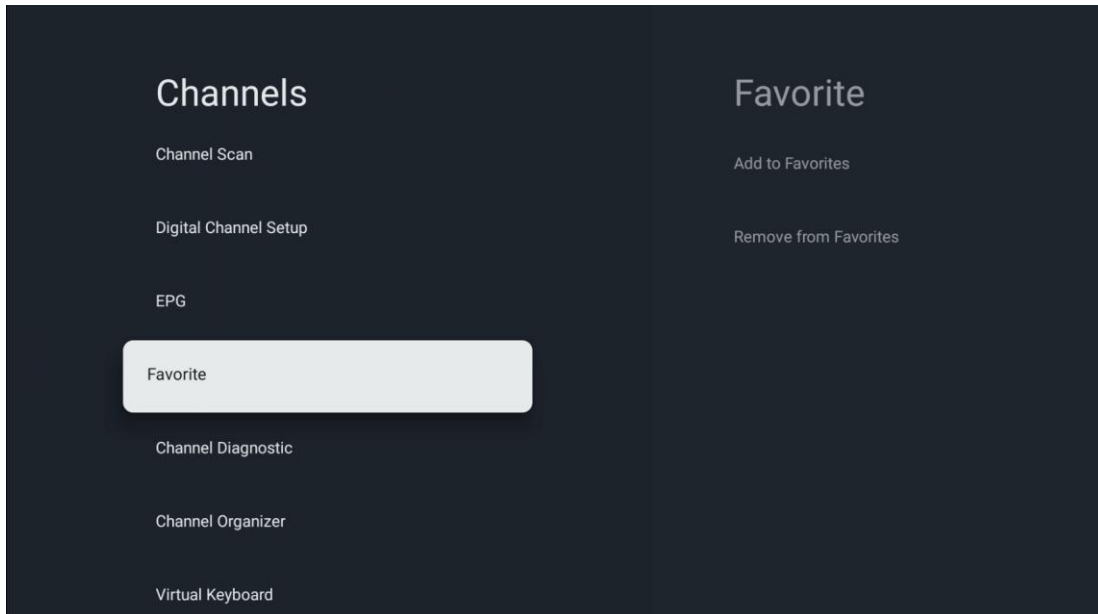 Channels
Channel Scan
Digital Channel Setup
EPG
Favorite
Channel Diagnostic
Channel Organizer
Virtual Keyboard
Favorite
Add to Favorites
Remove from Favorites